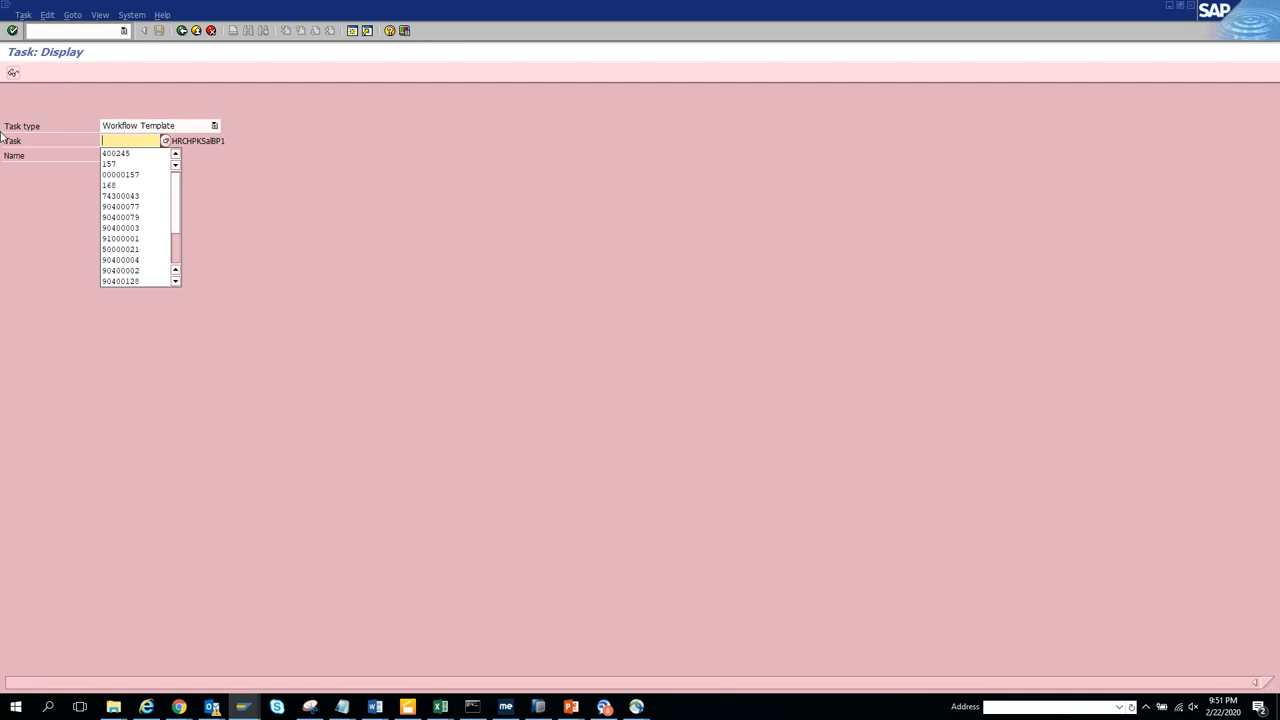 Task Edit Goto View System Help
SAP
Task: Display
Task type Workflow Template
Task HRCHPKSalBP1
Name
400245
157
00000157
168
74300043
90400077
90400079
90400003
91000001
50000021
90400004
90400002
90400128
Address
9:51 PM
2/22/2020